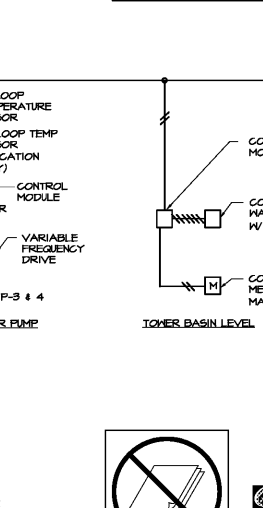 OOP
PERATURE
SOR
LOOP TEMP
SOR
CATION
Y)
CONTROL
MODULE
R
VARIABLE
FREQUENCY
DRIVE
P-3 & 4
R PUMP
CO
MO
CO
WA
W/
M
CO
ME
MA
TOWER BASIN LEVEL